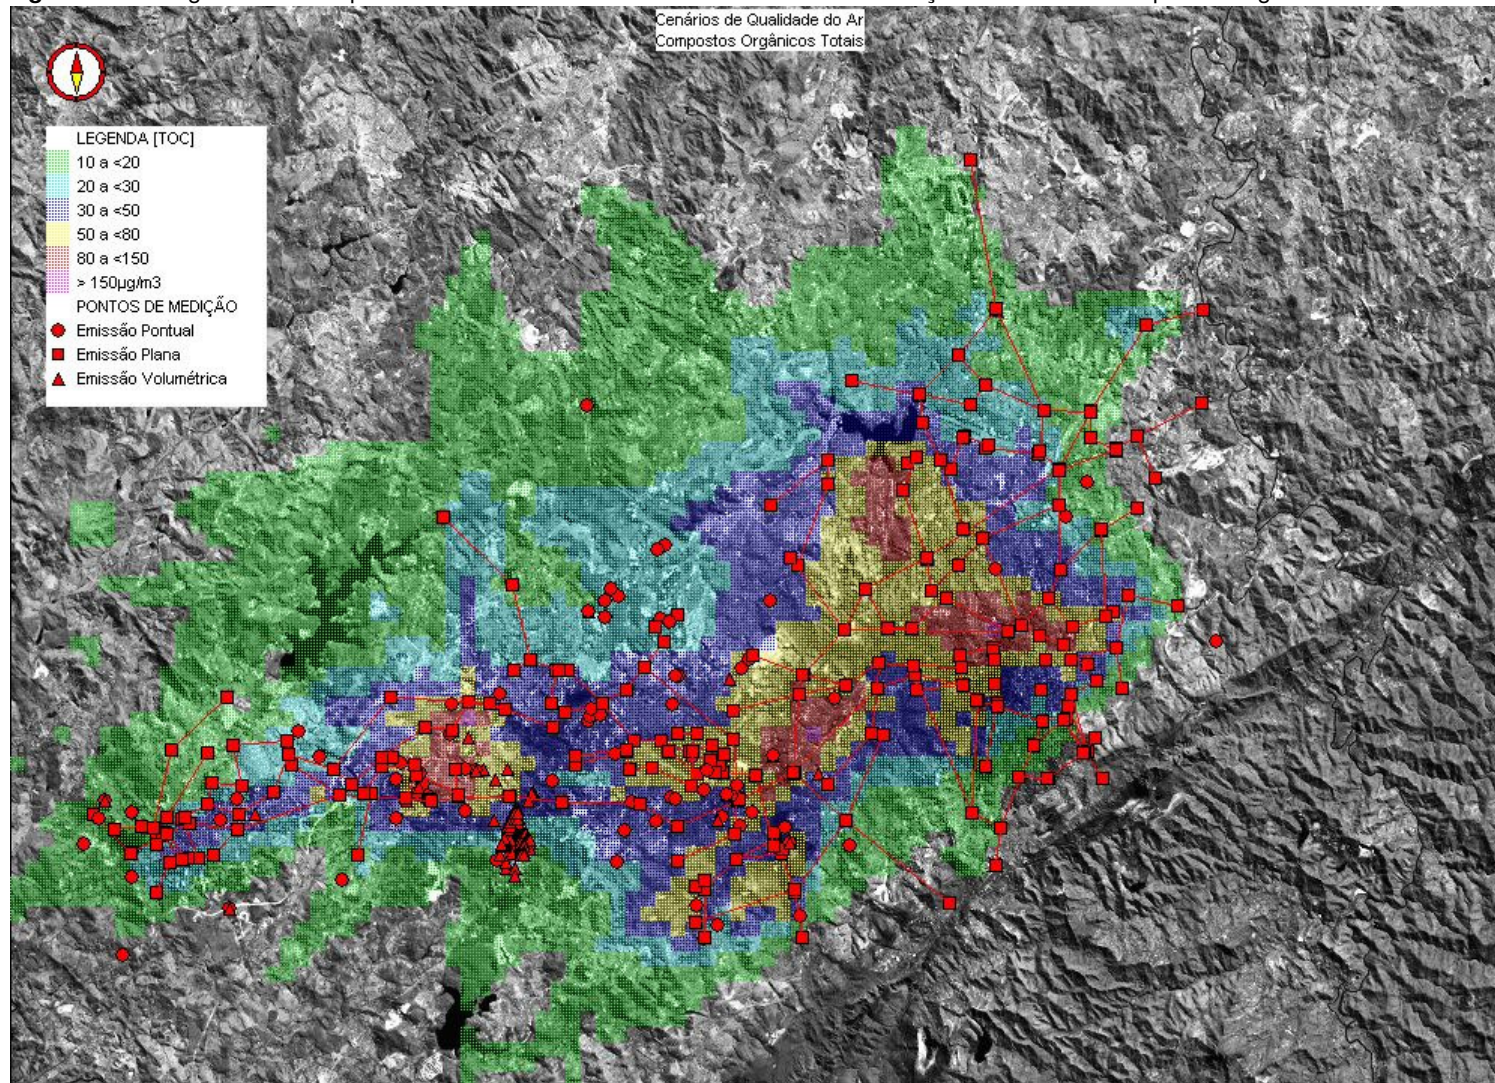 Cenários de Qualidade do Ar
Compostos Orgânicos Totais
LEGENDA [TOC]
10 a <20
20 a <30
30 a <50
50 a <80
80 a <150
> 150µg/m3
PONTOS DE MEDIÇÃO
Emissão Pontual
Emissão Plana
Emissão Volumétrica